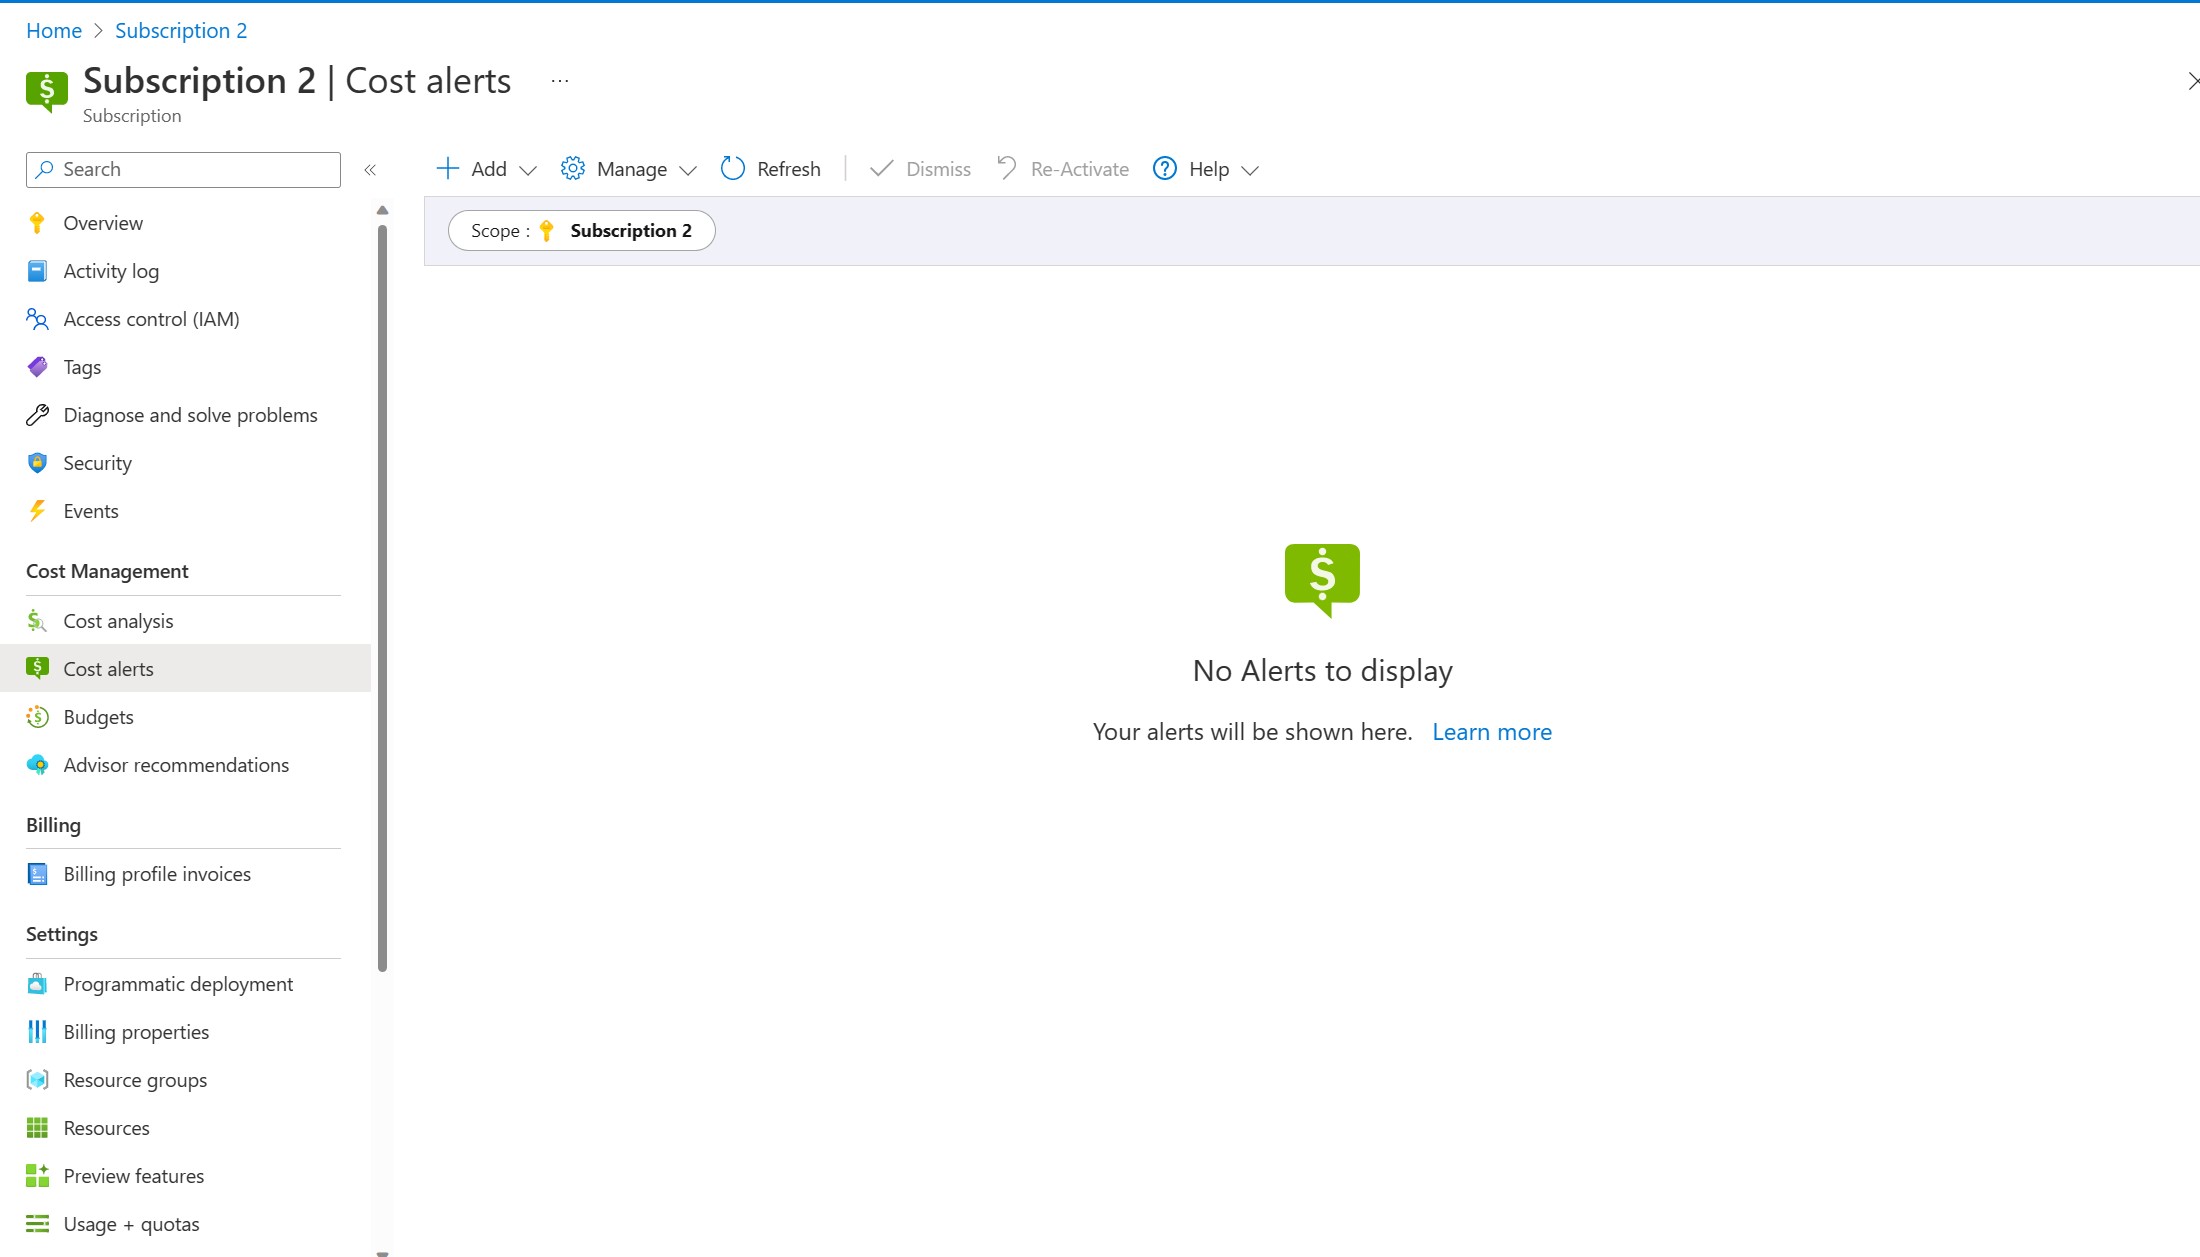 Home > Subscription 2
Subscription 2 | Cost alerts ...
Subscription
Search «
Add Manage Refresh Dismiss Re-Activate Help
Scope : Subscription 2
Overview
Activity log
Access control (IAM)
Tags
Diagnose and solve problems
Security
Events
Cost Management
Cost analysis
Cost alerts
Budgets
Advisor recommendations
Billing
Billing profile invoices
Settings
Programmatic deployment
Billing properties
Resource groups
Resources
Preview features
Usage + quotas
No Alerts to display
Your alerts will be shown here. Learn more